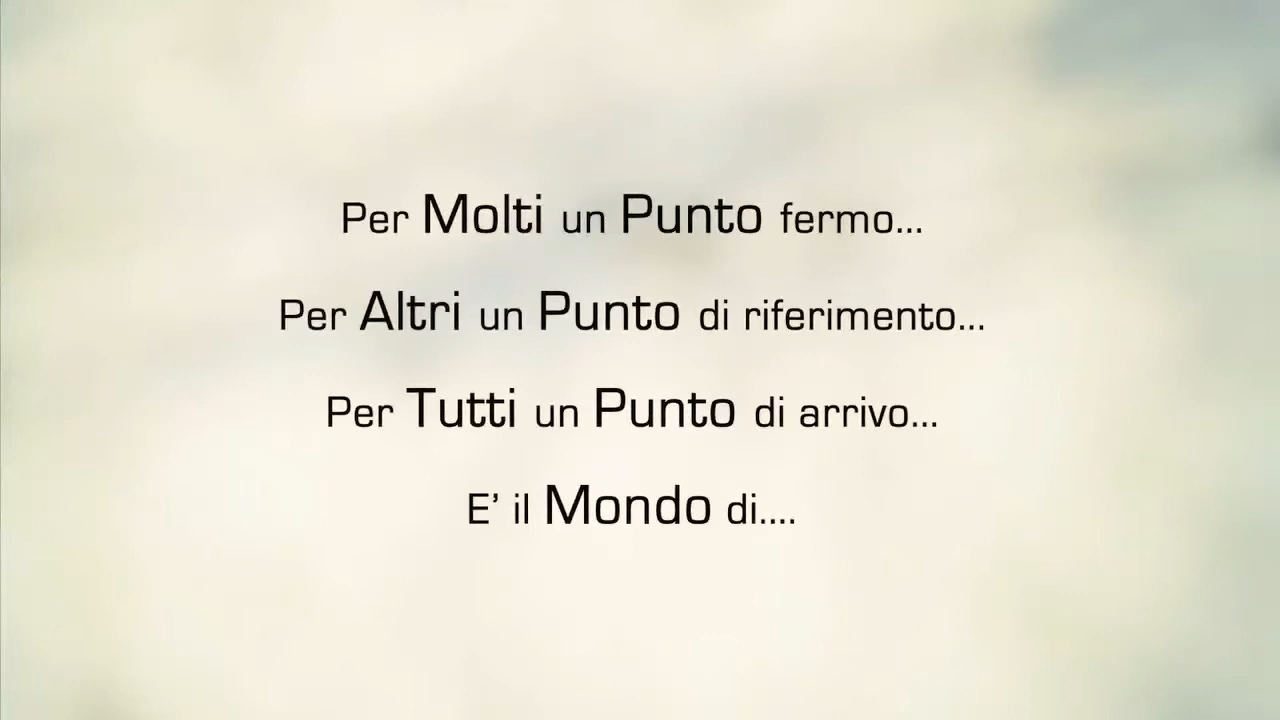 Per Molti un Punto fermo...
Per Altri un Punto di riferimento...
Per Tutti un Punto di arrivo...
E’ il Mondo di....